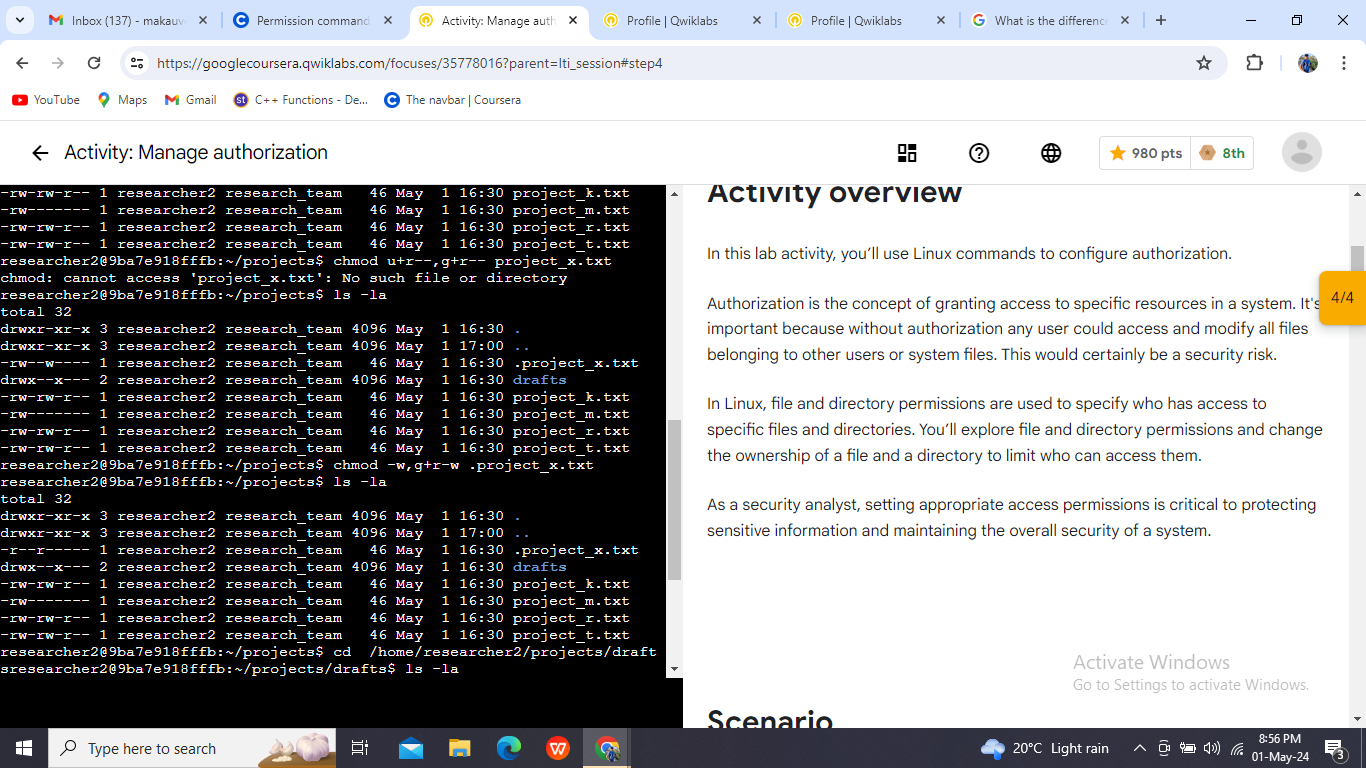 Inbox (137) - makauw
Permission command
Activity: Manage auth
Profile | Qwiklabs
Profile | Qwiklabs
What is the difference
https://googlecoursera.qwiklabs.com/focuses/35778016?parent=lti_session#step4
YouTube
Maps
Gmail
C++ Functions - De...
The navbar | Coursera
Activity: Manage authorization
980 pts
8th
-rw-rw-r-- 1 researcher2 research_team   46 May  1 16:30 project_k.txt
-rw------- 1 researcher2 research_team   46 May  1 16:30 project_m.txt
-rw-rw-r-- 1 researcher2 research_team   46 May  1 16:30 project_r.txt
-rw-rw-r-- 1 researcher2 research_team   46 May  1 16:30 project_t.txt
researcher2@9ba7e918fffb:~/projects$ chmod u+r--,g+r-- project_x.txt
chmod: cannot access 'project_x.txt': No such file or directory
researcher2@9ba7e918fffb:~/projects$ ls -la
total 32
drwxr-xr-x 3 researcher2 research_team 4096 May  1 16:30 .
drwxr-xr-x 3 researcher2 research_team 4096 May  1 17:00 ..
-rw--w---- 1 researcher2 research_team   46 May  1 16:30 .project_x.txt
drwx--x--- 2 researcher2 research_team 4096 May  1 16:30 drafts
-rw-rw-r-- 1 researcher2 research_team   46 May  1 16:30 project_k.txt
-rw------- 1 researcher2 research_team   46 May  1 16:30 project_m.txt
-rw-rw-r-- 1 researcher2 research_team   46 May  1 16:30 project_r.txt
-rw-rw-r-- 1 researcher2 research_team   46 May  1 16:30 project_t.txt
researcher2@9ba7e918fffb:~/projects$ chmod -w,g+r-w .project_x.txt
researcher2@9ba7e918fffb:~/projects$ ls -la
total 32
drwxr-xr-x 3 researcher2 research_team 4096 May  1 16:30 .
drwxr-xr-x 3 researcher2 research_team 4096 May  1 17:00 ..
-r--r----- 1 researcher2 research_team   46 May  1 16:30 .project_x.txt
drwx--x--- 2 researcher2 research_team 4096 May  1 16:30 drafts
-rw-rw-r-- 1 researcher2 research_team   46 May  1 16:30 project_k.txt
-rw------- 1 researcher2 research_team   46 May  1 16:30 project_m.txt
-rw-rw-r-- 1 researcher2 research_team   46 May  1 16:30 project_r.txt
-rw-rw-r-- 1 researcher2 research_team   46 May  1 16:30 project_t.txt
researcher2@9ba7e918fffb:~/projects$ cd  /home/researcher2/projects/draft
sresearcher2@9ba7e918fffb:~/projects/drafts$ ls -la
Activity overview
In this lab activity, you’ll use Linux commands to configure authorization.
Authorization is the concept of granting access to specific resources in a system. It's
important because without authorization any user could access and modify all files
belonging to other users or system files. This would certainly be a security risk.
In Linux, file and directory permissions are used to specify who has access to
specific files and directories. You’ll explore file and directory permissions and change
the ownership of a file and a directory to limit who can access them.
As a security analyst, setting appropriate access permissions is critical to protecting
sensitive information and maintaining the overall security of a system.
4/4
Activate Windows
Go to Settings to activate Windows.
Scenario
Type here to search
20°C Light rain
8:56 PM
01-May-24
3